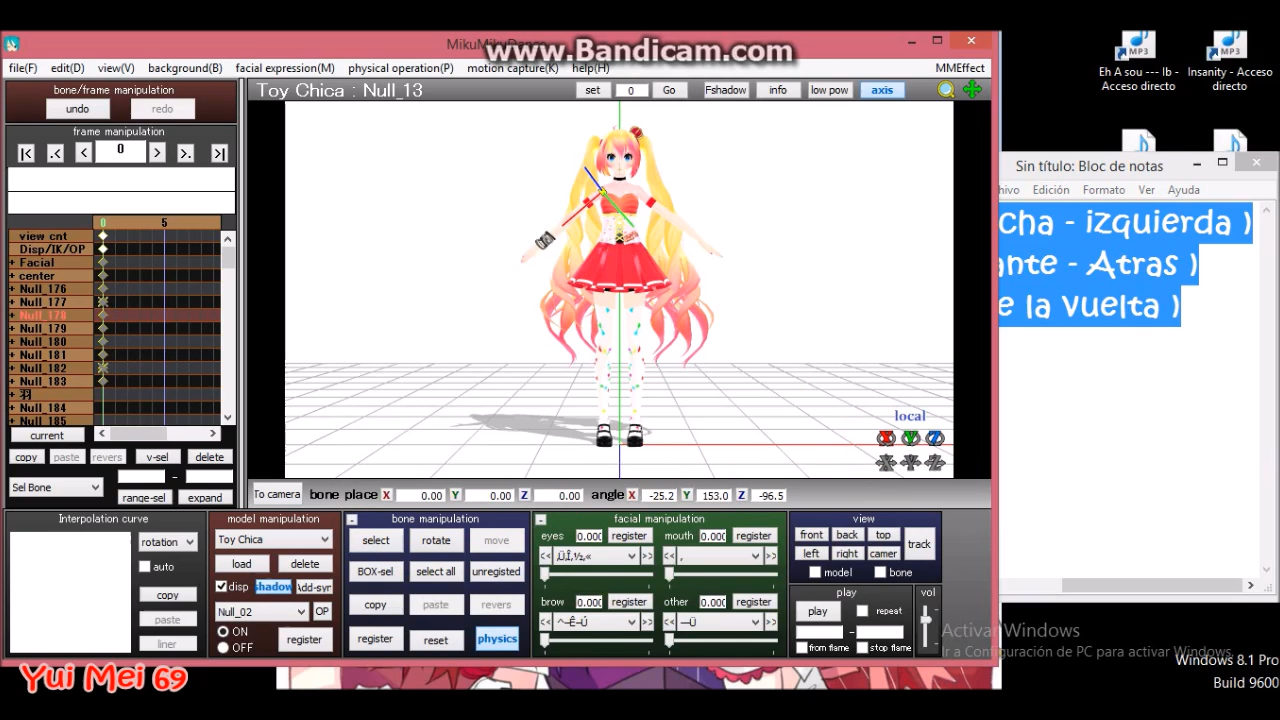 MikuMikuDance
www.Bandicam.com
file(F) edit(D) view(V) background(B) facial expression(M) physical operation(P) motion capture(K) help(H) MMEffect
bone/frame manipulation
undo redo
frame manipulation
0
Toy Chica : Null_13 set 0 Go Fshadow info low pow axis
0 5
view cnt
Disp/IK/OP
+ Facial
+ center
+ Null_176
+ Null_177
+ Null_178
+ Null_179
+ Null_180
+ Null_181
+ Null_182
+ Null_183
+ 羽
+ Null_184
+ Null_185
current
copy paste revers v-sel delete
Sel Bone - range-sel expand
local
X Y Z
To camera bone place X 0.00 Y 0.00 Z 0.00 angle X -25.2 Y 153.0 Z -96.5
Interpolation curve
rotation
auto
copy
paste
liner
model manipulation
Toy Chica
load delete
disp shadow Add-syn
Null_02 OP
ON
OFF
register
bone manipulation
select rotate move
BOX-sel select all unregisted
copy paste revers
register reset physics
facial manipulation
eyes 0.000 register mouth 0.000 register
brow 0.000 register other 0.000 register
view
front back top
left right camer
track
model bone
play
play repeat
-
from flame stop flame
vol
Eh A sou --- Ib -
Acceso directo
Insanity - Acceso
directo
Sin título: Bloc de notas
hivo Edición Formato Ver Ayuda
cha - izquierda )
ante - Atras )
e la Vuelta )
Activar Windows
Ir a Configuración de PC para activar Windows.
Windows 8.1 Pro
Build 9600
Yui Mei 69